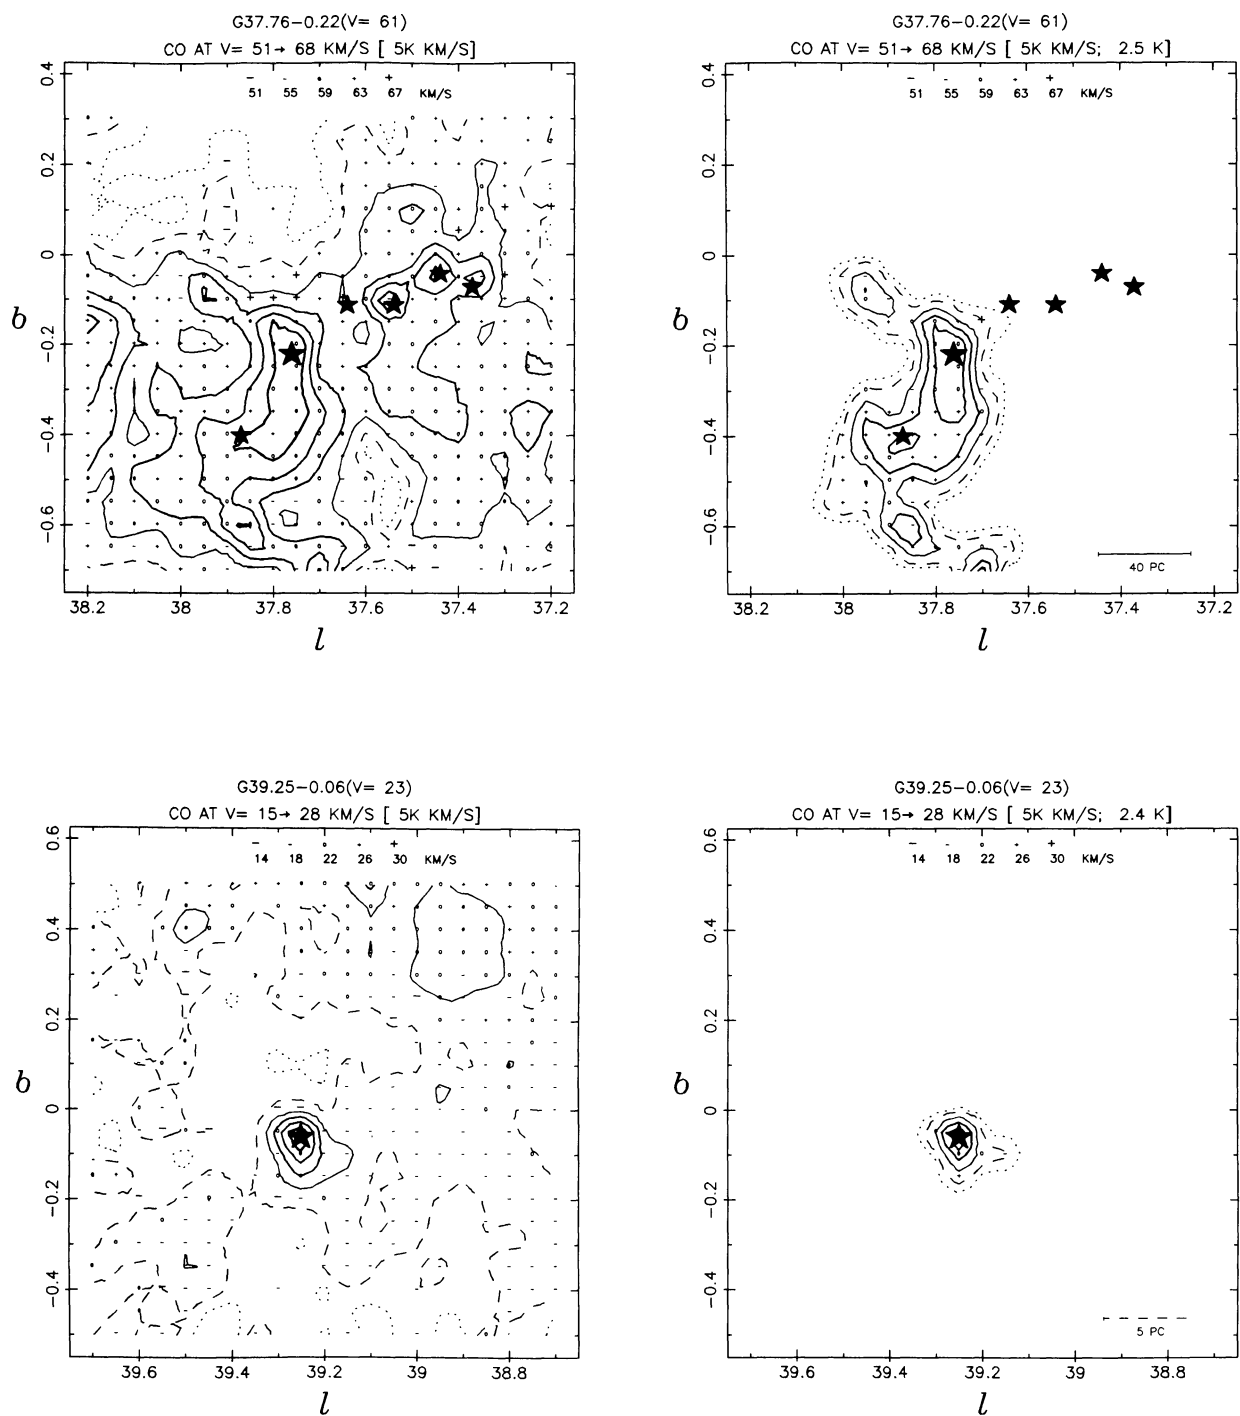 G37.76−0.22(V= 61)
CO AT V= 51→ 68 KM/S [ 5K KM/S]
51 55 59 63 67 KM/S
0.4
0.2
0
−0.2
−0.4
−0.6
b
38.2 38 37.8 37.6 37.4 37.2
l
G37.76−0.22(V= 61)
CO AT V= 51→ 68 KM/S [ 5K KM/S; 2.5 K]
51 55 59 63 67 KM/S
0.4
0.2
0
−0.2
−0.4
−0.6
b
40 PC
38.2 38 37.8 37.6 37.4 37.2
l
G39.25−0.06(V= 23)
CO AT V= 15→ 28 KM/S [ 5K KM/S]
14 18 22 26 30 KM/S
0.6
0.4
0.2
0
−0.2
−0.4
b
39.6 39.4 39.2 39 38.8
l
G39.25−0.06(V= 23)
CO AT V= 15→ 28 KM/S [ 5K KM/S; 2.4 K]
14 18 22 26 30 KM/S
0.6
0.4
0.2
0
−0.2
−0.4
b
5 PC
39.6 39.4 39.2 39 38.8
l